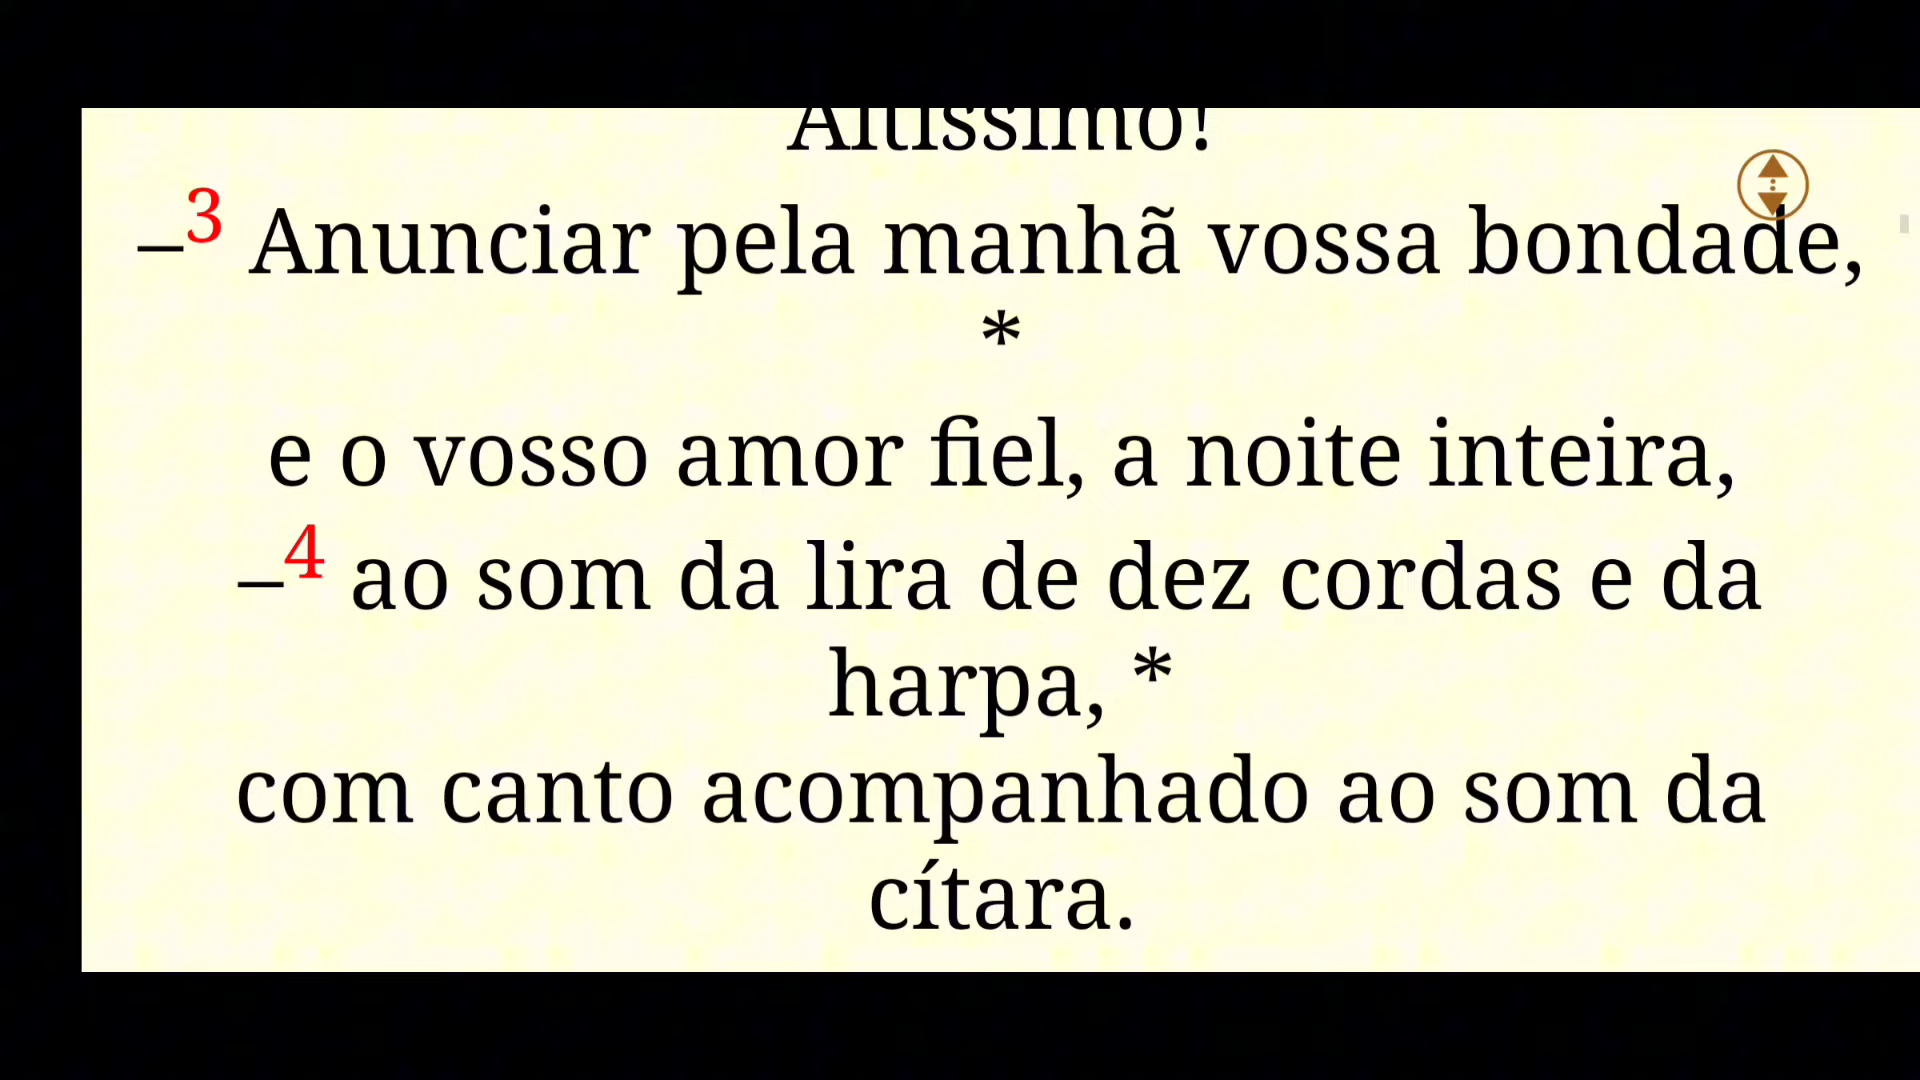 Altíssimo!
–3 Anunciar pela manhã vossa bondade,
*
e o vosso amor fiel, a noite inteira,
–4 ao som da lira de dez cordas e da
harpa, *
com canto acompanhado ao som da
cítara.